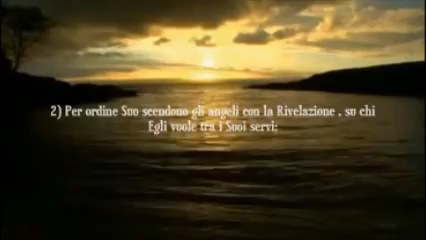 2) Per ordine Suo scendono gli angeli con la Rivelazione , su chi
Egli vuole tra i Suoi servi: